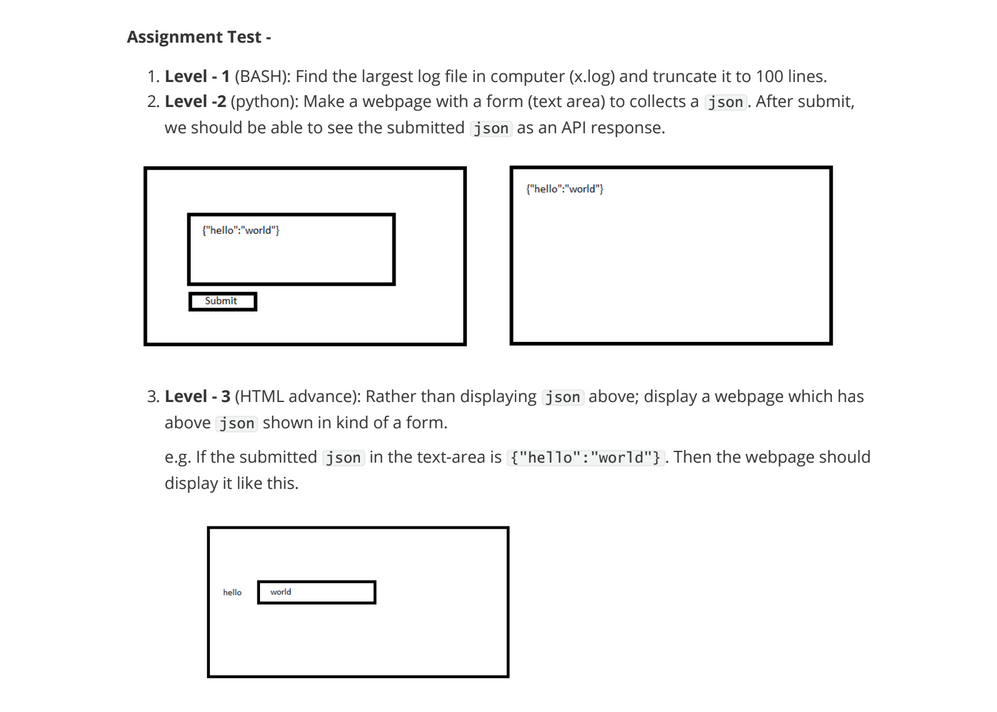 Assignment Test -
1. Level - 1 (BASH): Find the largest log file in computer (x.log) and truncate it to 100 lines.
2. Level -2 (python): Make a webpage with a form (text area) to collects a json. After submit,
we should be able to see the submitted json as an API response.
{"hello":"world"}
Submit
{"hello":"world"}
3. Level - 3 (HTML advance): Rather than displaying json above; display a webpage which has
above json shown in kind of a form.
e.g. If the submitted json in the text-area is {"hello":"world"}. Then the webpage should
display it like this.
hello world